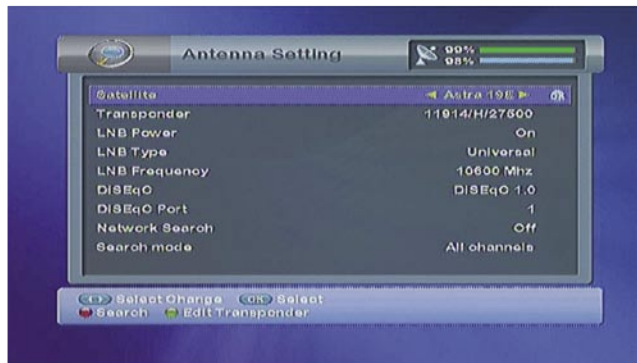 Antenna Setting
99%
98%
Satellite ◄ Astra 19E ► OK
Transponder 11914/H/27500
LNB Power On
LNB Type Universal
LNB Frequency 10600 Mhz
DISEqC DISEqC 1.0
DISEqC Port 1
Network Search Off
Search mode All channels
Select Change OK Select
Search Edit Transponder